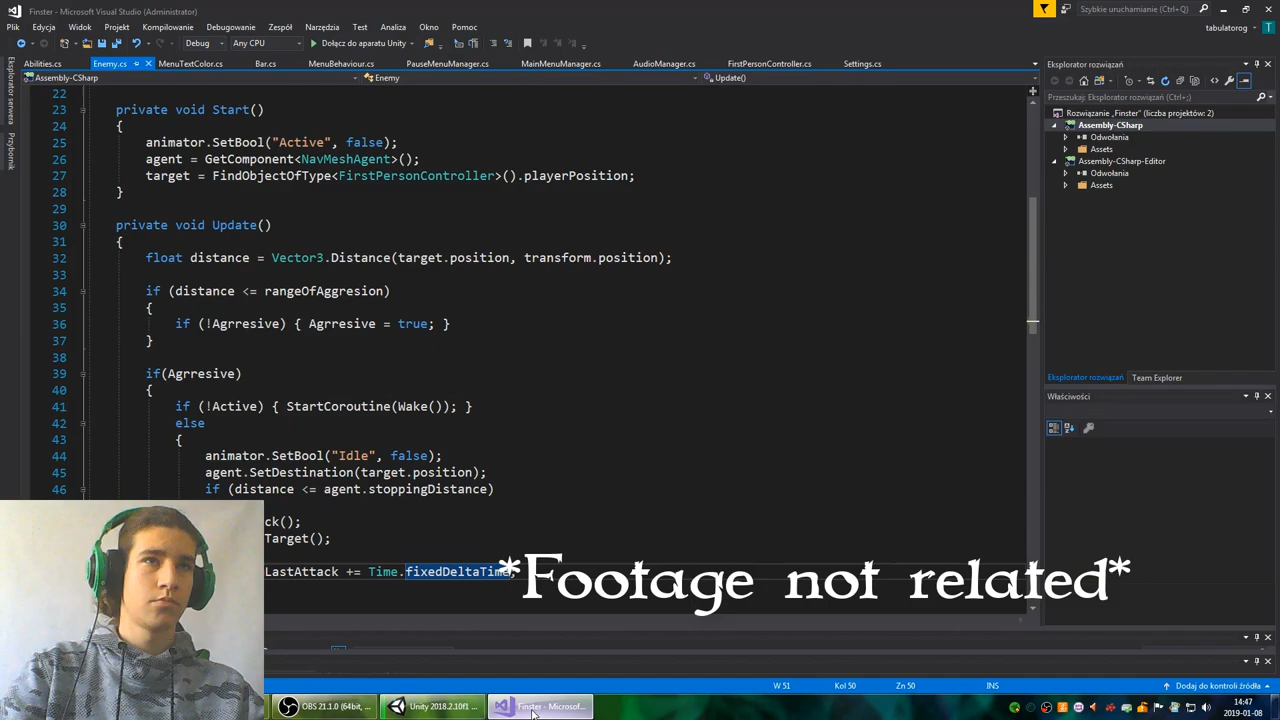 Finster - Microsoft Visual Studio (Administrator)
Szybkie uruchamianie (Ctrl+Q)
Plik Edycja Widok Projekt Kompilowanie Debugowanie Zespół Narzędzia Test Analiza Okno Pomoc
tabulatorog T
Debug Any CPU Dołącz do aparatu Unity
Abilities.cs Enemy.cs MenuTextColor.cs Bar.cs MenuBehaviour.cs PauseMenuManager.cs MainMenuManager.cs AudioManager.cs FirstPersonController.cs Settings.cs
Assembly-CSharp Enemy Update()
22
23 private void Start()
24 {
25 animator.SetBool("Active", false);
26 agent = GetComponent<NavMeshAgent>();
27 target = FindObjectOfType<FirstPersonController>().playerPosition;
28 }
29
30 private void Update()
31 {
32 float distance = Vector3.Distance(target.position, transform.position);
33
34 if (distance <= rangeOfAggresion)
35 {
36 if (!Agrresive) { Agrresive = true; }
37 }
38
39 if(Agrresive)
40 {
41 if (!Active) { StartCoroutine(Wake()); }
42 else
43 {
44 animator.SetBool("Idle", false);
45 agent.SetDestination(target.position);
46 if (distance <= agent.stoppingDistance)
ck();
Target();
LastAttack += Time.fixedDeltaTime;
*Footage not related*
Eksplorator serwera
Przybornik
Eksplorator rozwiązań
Przeszukaj: Eksplorator rozwiązań (Ctrl+;)
Rozwiązanie „Finster" (liczba projektów: 2)
Assembly-CSharp
Odwołania
Assets
Assembly-CSharp-Editor
Odwołania
Assets
Eksplorator rozwiązań Team Explorer
Właściwości
W 51 Kol 50 Zn 50 INS Dodaj do kontroli źródła
OBS 21.1.0 (64bit, ... Unity 2018.2.10f1 ... Finster - Microsof...
14:47
2019-01-08